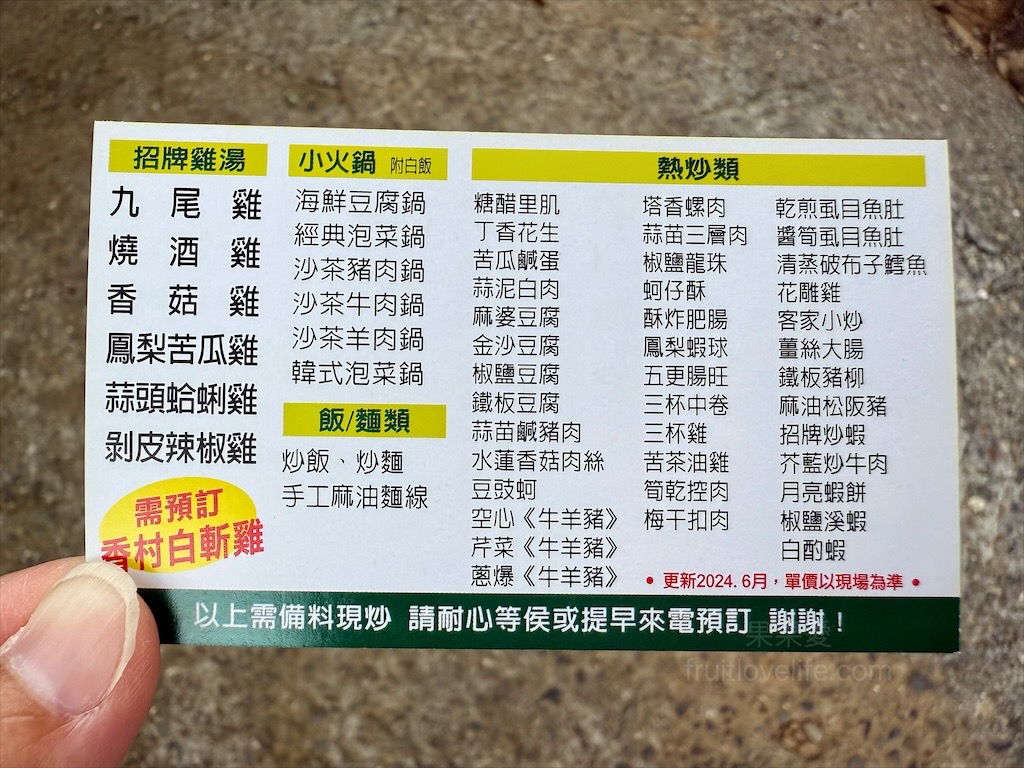 招牌雞湯
九尾雞
燒酒雞
香菇雞
鳳梨苦瓜雞
蒜頭蛤蜊雞
剝皮辣椒雞
需預訂
香村白斬雞
小火鍋 附白飯
海鮮豆腐鍋
經典泡菜鍋
沙茶豬肉鍋
沙茶牛肉鍋
沙茶羊肉鍋
韓式泡菜鍋
飯/麵類
炒飯、炒麵
手工麻油麵線
熱炒類
糖醋里肌
丁香花生
苦瓜鹹蛋
蒜泥白肉
麻婆豆腐
金沙豆腐
椒鹽豆腐
鐵板豆腐
蒜苗鹹豬肉
水蓮香菇肉絲
豆豉蚵
空心《牛羊豬》
芹菜《牛羊豬》
蔥爆《牛羊豬》
塔香螺肉
蒜苗三層肉
椒鹽龍珠
蚵仔酥
酥炸肥腸
鳳梨蝦球
五更腸旺
三杯中卷
三杯雞
苦茶油雞
筍乾控肉
梅干扣肉
乾煎虱目魚肚
醬筍虱目魚肚
清蒸破布子鱈魚
花雕雞
客家小炒
薑絲大腸
鐵板豬柳
麻油松阪豬
招牌炒蝦
芥藍炒牛肉
月亮蝦餅
椒鹽溪蝦
白酌蝦
• 更新2024.6月，單價以現場為準 •
以上需備料現炒 請耐心等侯或提早來電預訂 謝謝！
果果愛
fruitlovelife.com